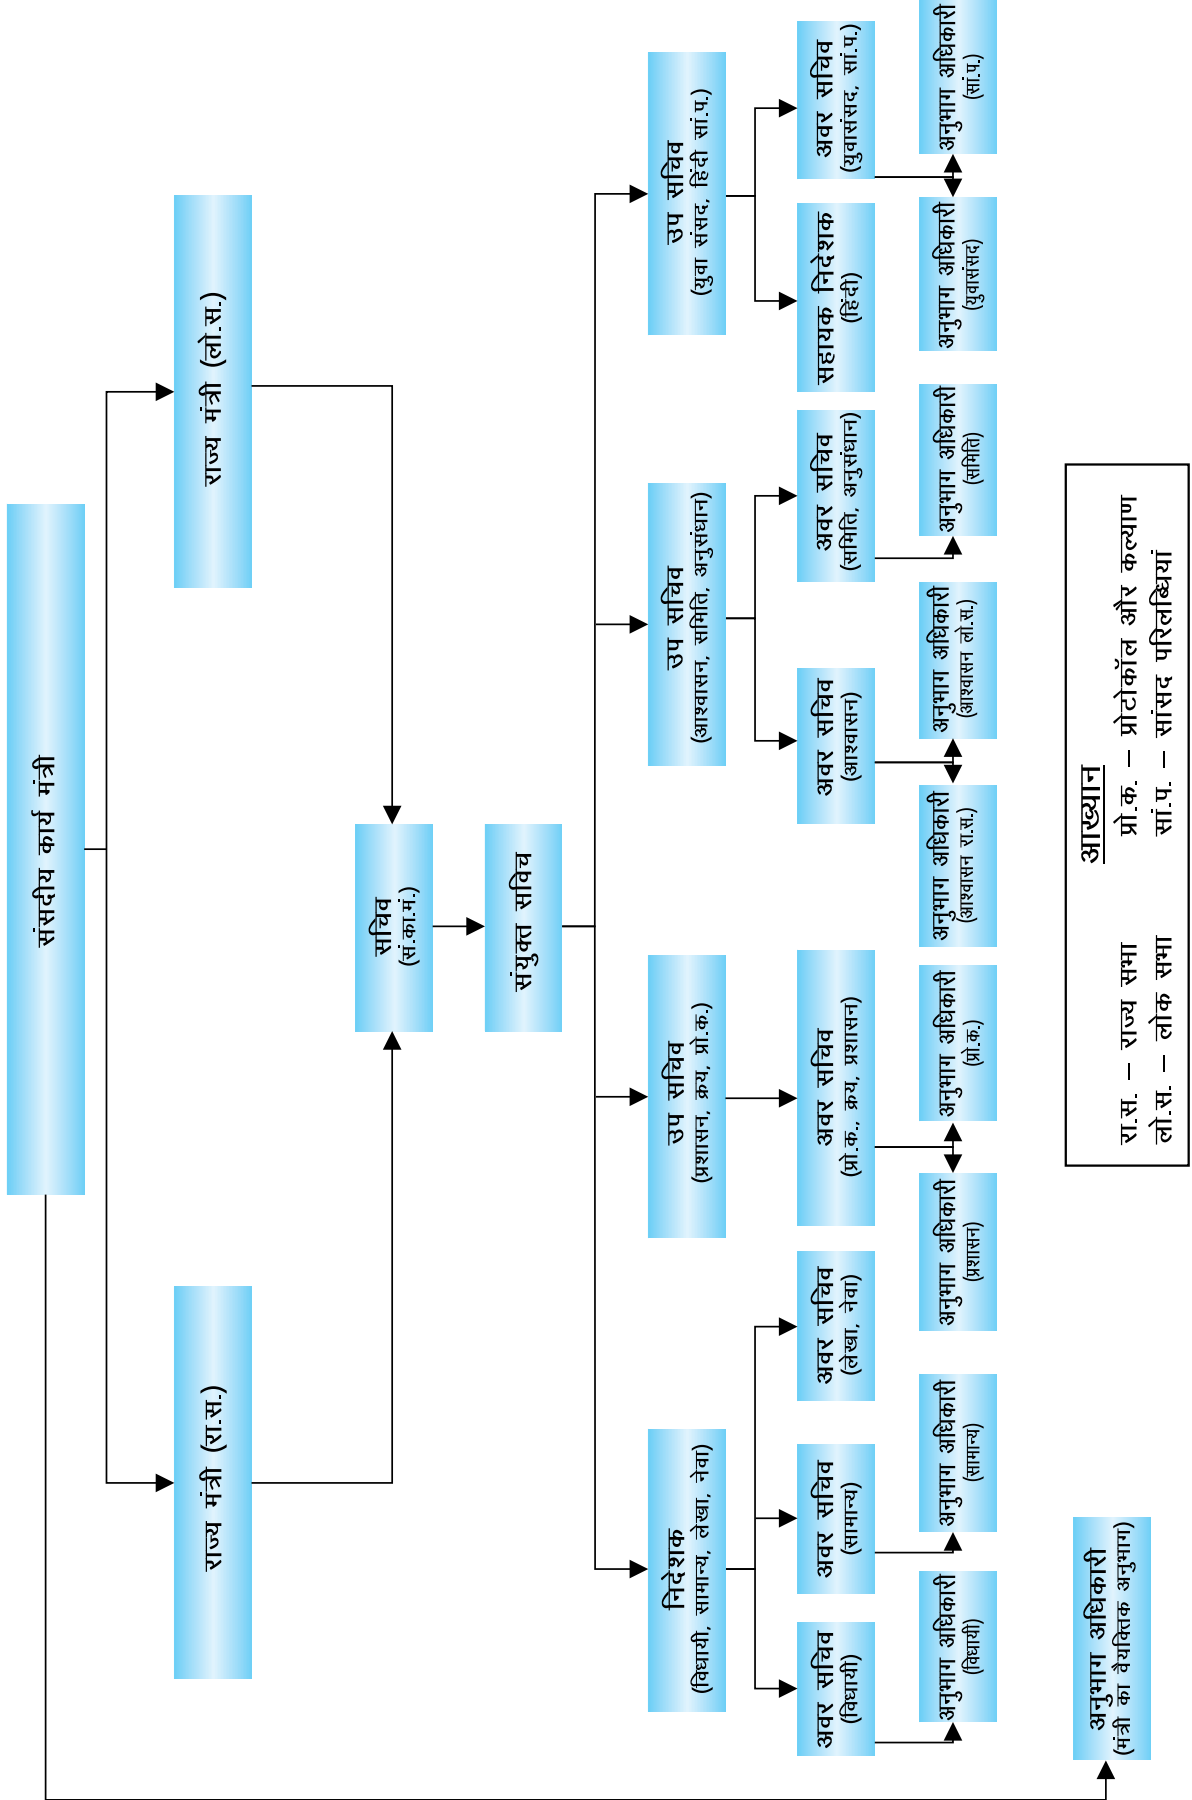 संसदीय कार्य मंत्री
राज्य मंत्री (रा.स.)
राज्य मंत्री (लो.स.)
सचिव
(सं.का.मं.)
संयुक्त सचिव
निदेशक
(विधायी, सामान्य, लेखा, नेवा)
उप सचिव
(प्रशासन, क्रय, प्रो.क.)
उप सचिव
(आश्वासन, समिति, अनुसंधान)
उप सचिव
(युवा संसद, हिंदी सां.प.)
अवर सचिव
(विधायी)
अवर सचिव
(सामान्य)
अवर सचिव
(लेखा, नेवा)
अवर सचिव
(प्रो.क., क्रय, प्रशासन)
अवर सचिव
(आश्वासन)
अवर सचिव
(समिति, अनुसंधान)
सहायक निदेशक
(हिंदी)
अवर सचिव
(युवासंसद, सां.प.)
अनुभाग अधिकारी
(विधायी)
अनुभाग अधिकारी
(सामान्य)
अनुभाग अधिकारी
(प्रशासन)
अनुभाग अधिकारी
(प्रो.क.)
अनुभाग अधिकारी
(आश्वासन रा.स.)
अनुभाग अधिकारी
(आश्वासन लो.स.)
अनुभाग अधिकारी
(समिति)
अनुभाग अधिकारी
(युवासंसद)
अनुभाग अधिकारी
(सां.प.)
अनुभाग अधिकारी
(मंत्री का वैयक्तिक अनुभाग)
आख्यान
रा.स. – राज्य सभा प्रो.क. – प्रोटोकॉल और कल्याण
लो.स. – लोक सभा सां.प. – सांसद परिलब्धियां